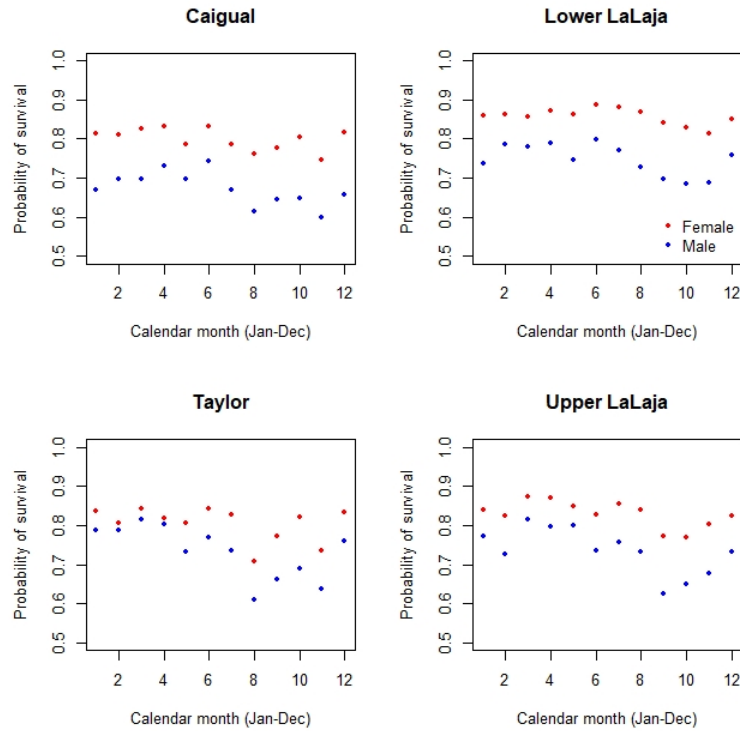 Caigual
Probability of survival
1.0
0.9
0.8
0.7
0.6
0.5
2 4 6 8 10 12
Calendar month (Jan-Dec)
Lower LaLaja
Probability of survival
1.0
0.9
0.8
0.7
0.6
0.5
Female
Male
2 4 6 8 10 12
Calendar month (Jan-Dec)
Taylor
Probability of survival
1.0
0.9
0.8
0.7
0.6
0.5
2 4 6 8 10 12
Calendar month (Jan-Dec)
Upper LaLaja
Probability of survival
1.0
0.9
0.8
0.7
0.6
0.5
2 4 6 8 10 12
Calendar month (Jan-Dec)